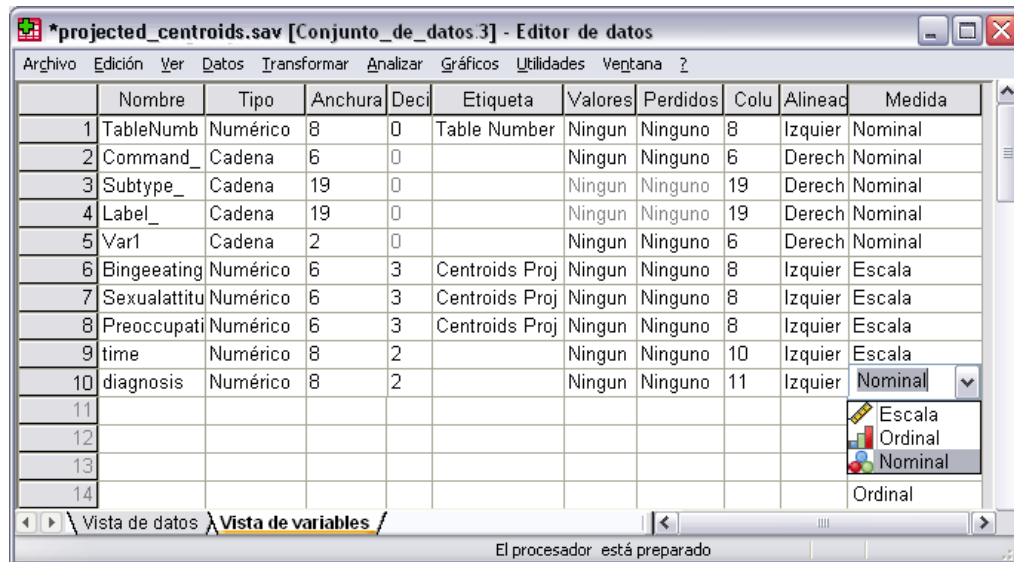 *projected_centroids.sav [Conjunto_de_datos.3] - Editor de datos
Archivo Edición Ver Datos Transformar Analizar Gráficos Utilidades Ventana ?
Nombre Tipo Anchura Deci Etiqueta Valores Perdidos Colu Alineac Medida
1 TableNumb Numérico 8 0 Table Number Ningun Ninguno 8 Izquier Nominal
2 Command_ Cadena 6 0 Ningun Ninguno 6 Derech Nominal
3 Subtype_ Cadena 19 0 Ningun Ninguno 19 Derech Nominal
4 Label_ Cadena 19 0 Ningun Ninguno 19 Derech Nominal
5 Var1 Cadena 2 0 Ningun Ninguno 6 Derech Nominal
6 Bingeeating Numérico 6 3 Centroids Proj Ningun Ninguno 8 Izquier Escala
7 Sexualattitu Numérico 6 3 Centroids Proj Ningun Ninguno 8 Izquier Escala
8 Preoccupati Numérico 6 3 Centroids Proj Ningun Ninguno 8 Izquier Escala
9 time Numérico 8 2 Ningun Ninguno 10 Izquier Escala
10 diagnosis Numérico 8 2 Ningun Ninguno 11 Izquier Nominal
11 Escala
12 Ordinal
13 Nominal
14 Ordinal
Vista de datos Vista de variables
El procesador está preparado